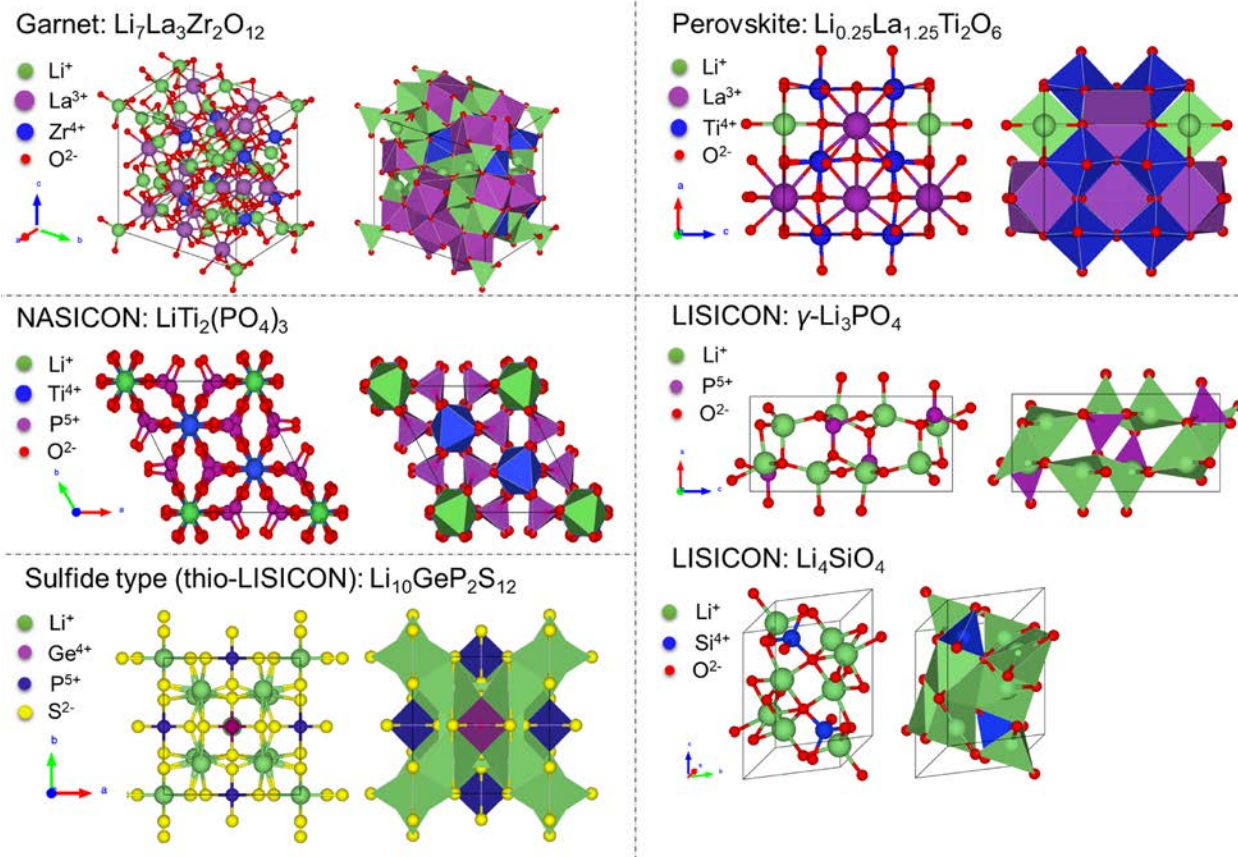 Garnet: Li₇La₃Zr₂O₁₂
Li⁺
La³⁺
Zr⁴⁺
O²⁻
c
a
b
Perovskite: Li₀.₂₅La₁.₂₅Ti₂O₆
Li⁺
La³⁺
Ti⁴⁺
O²⁻
a
c
NASICON: LiTi₂(PO₄)₃
Li⁺
Ti⁴⁺
P⁵⁺
O²⁻
b
a
LISICON: γ-Li₃PO₄
Li⁺
P⁵⁺
O²⁻
a
c
Sulfide type (thio-LISICON): Li₁₀GeP₂S₁₂
Li⁺
Ge⁴⁺
P⁵⁺
S²⁻
b
a
LISICON: Li₄SiO₄
Li⁺
Si⁴⁺
O²⁻
b